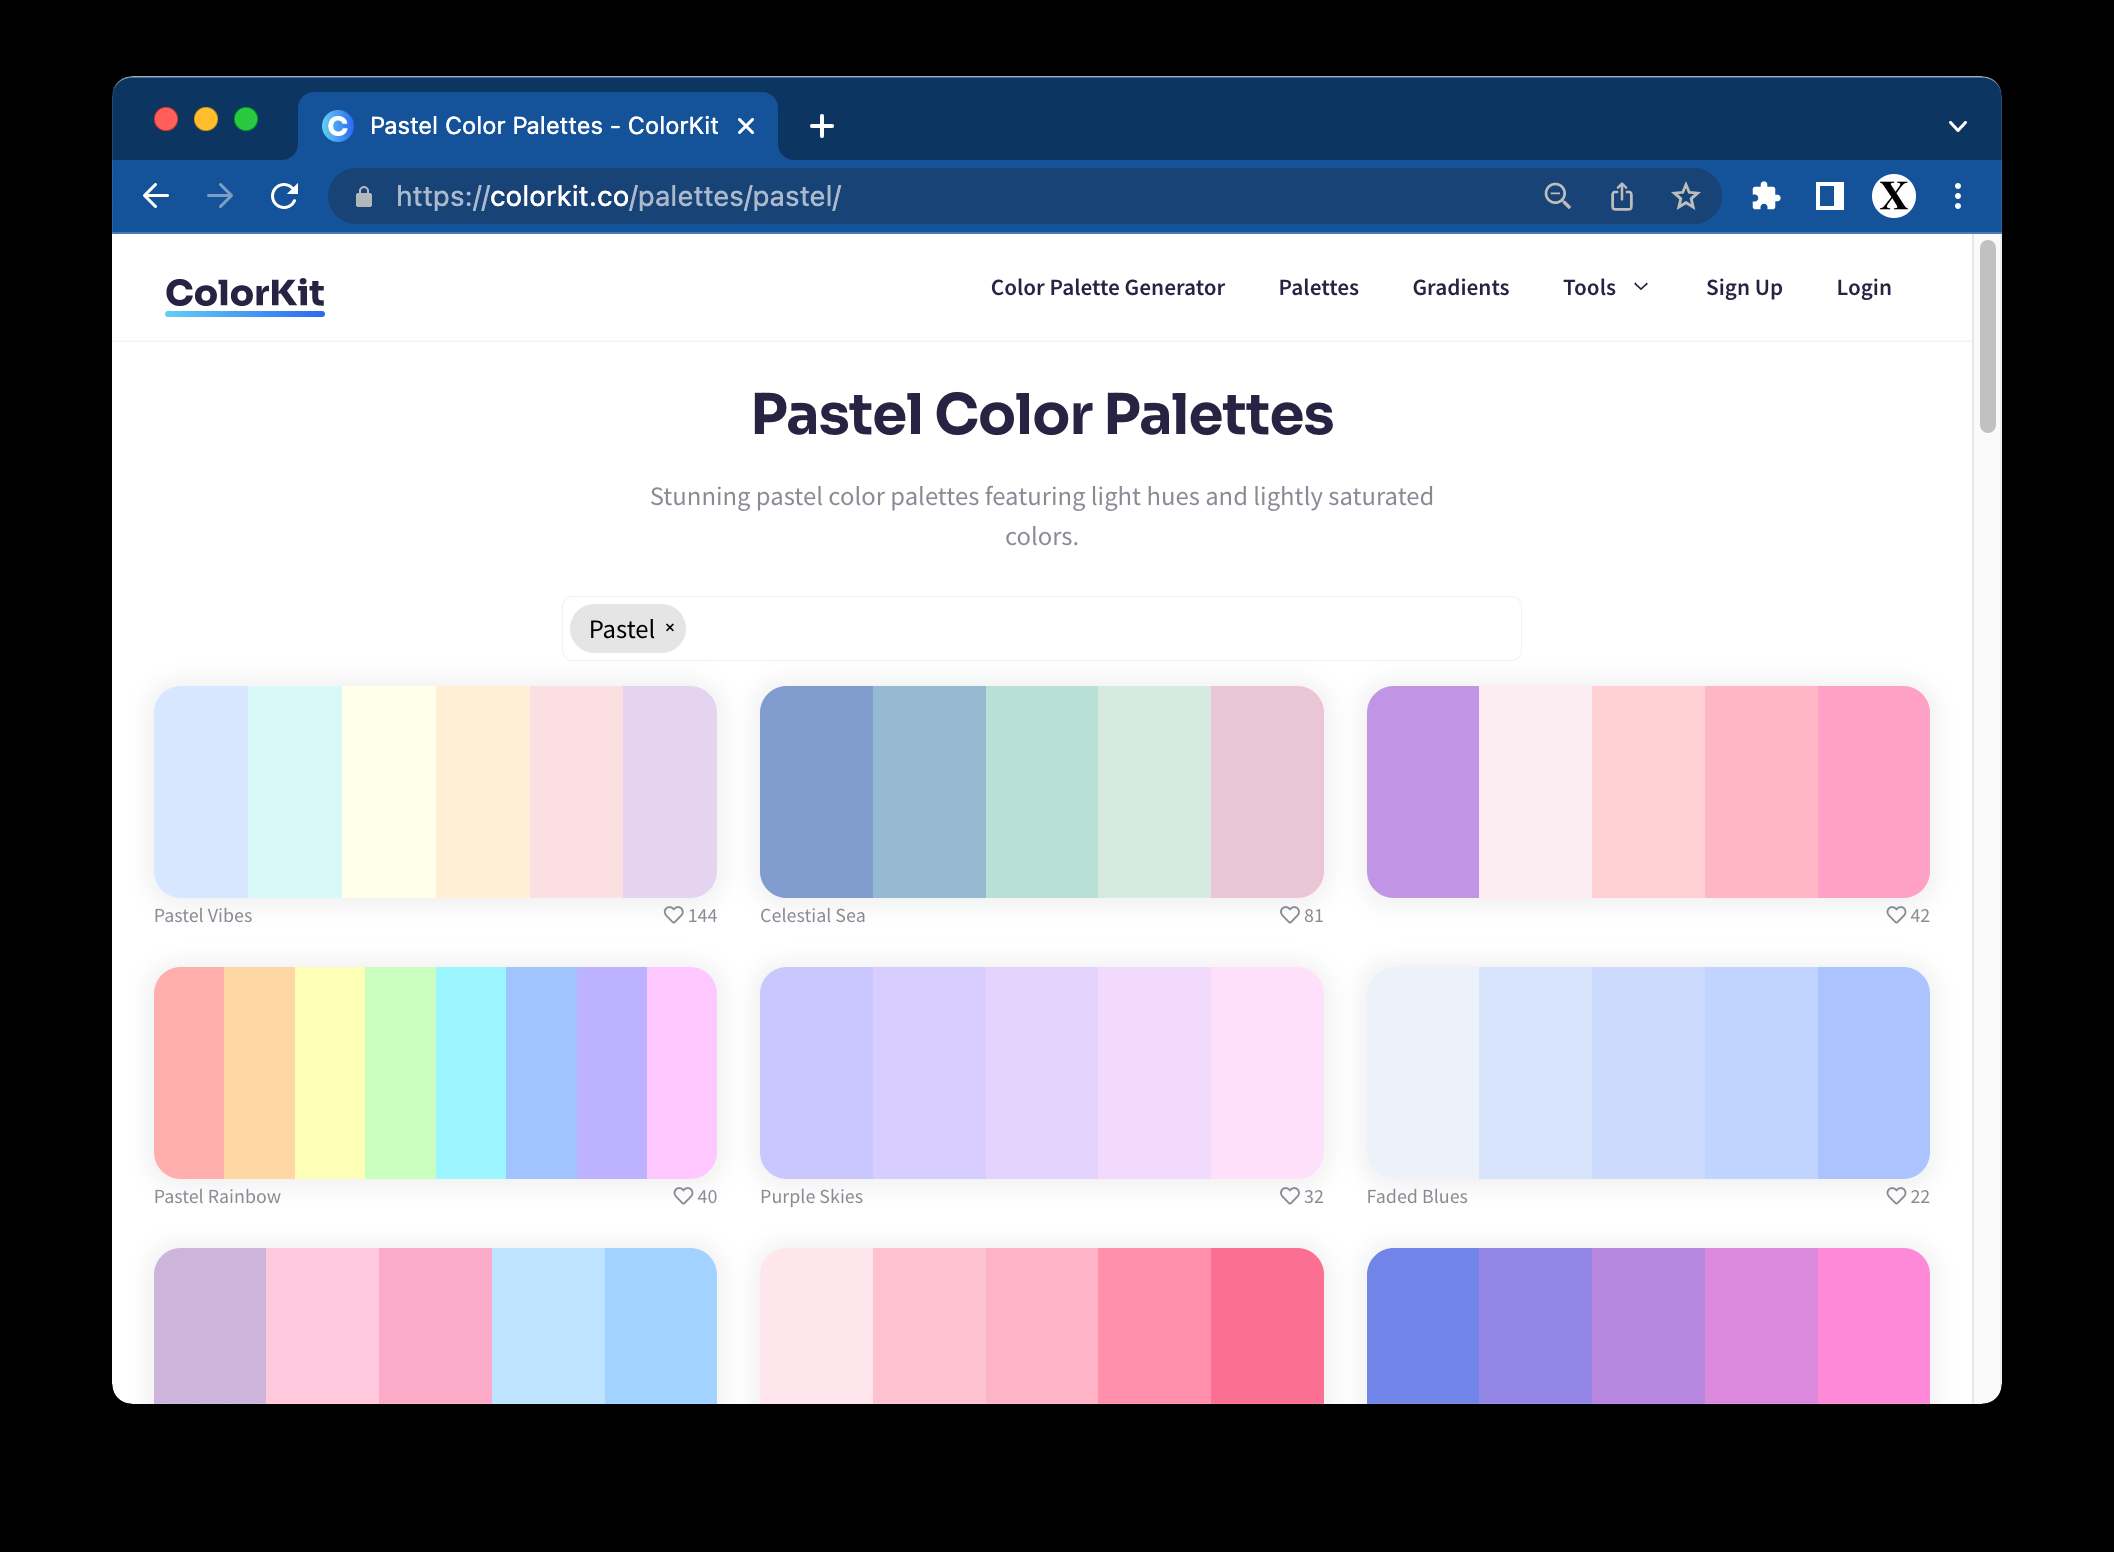 Pastel Color Palettes - ColorKit
https://colorkit.co/palettes/pastel/
X
ColorKit
Color Palette Generator Palettes Gradients Tools Sign Up Login
Pastel Color Palettes
Stunning pastel color palettes featuring light hues and lightly saturated
colors.
Pastel ×
Pastel Vibes 144 Celestial Sea 81 42
Pastel Rainbow 40 Purple Skies 32 Faded Blues 22